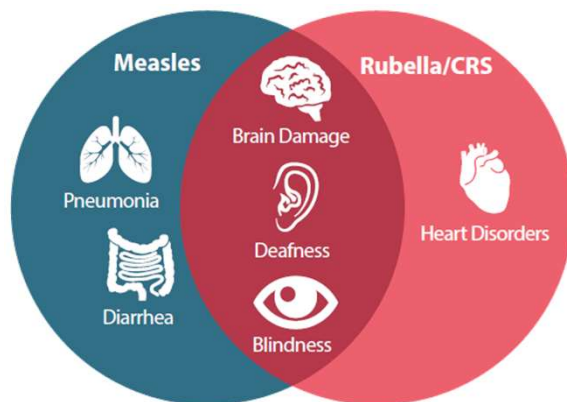 Measles
Rubella/CRS
Brain Damage
Pneumonia
Deafness
Heart Disorders
Diarrhea
Blindness